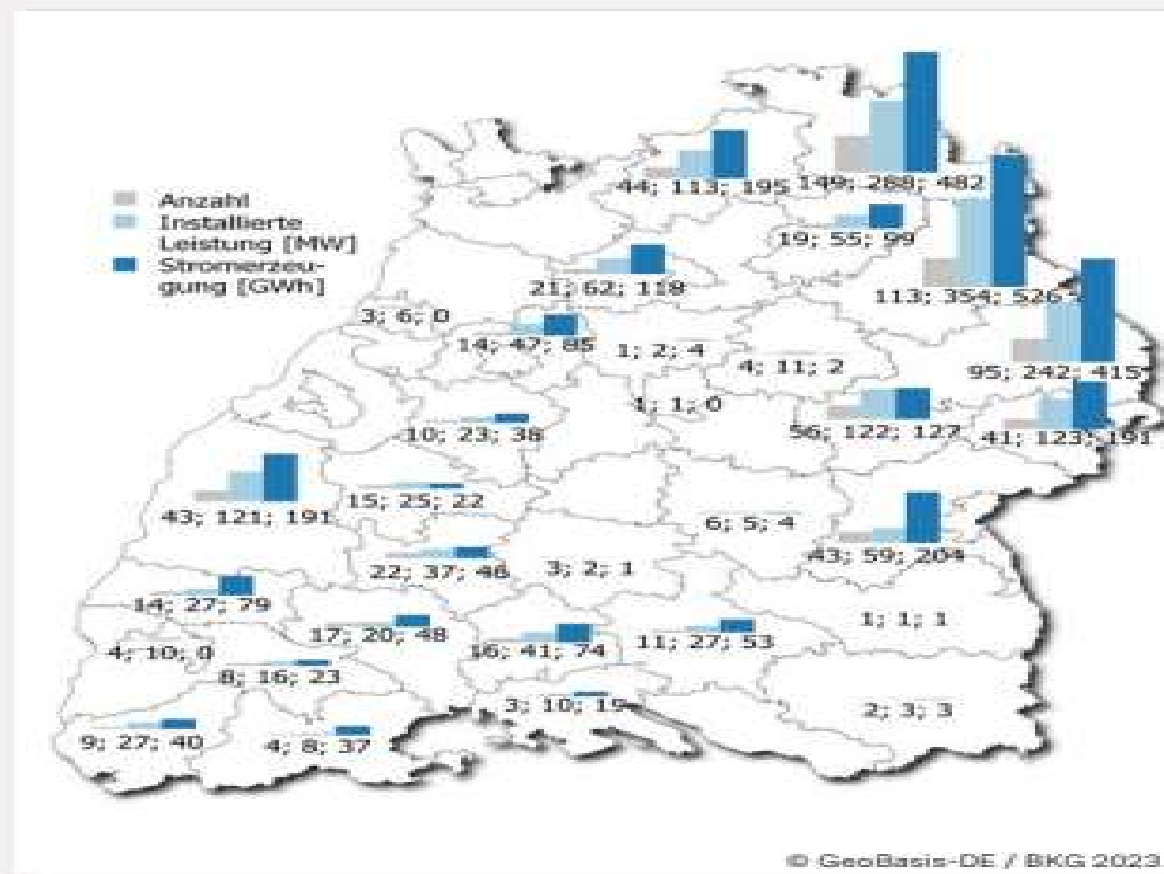 Anzahl
Installierte
Leistung [MW]
Stromerzeu-
gung [GWh]
44; 113; 195
149; 288; 482
19; 55; 99
21; 62; 118
113; 354; 526
3; 6; 0
14; 47; 85
1; 2; 4
4; 11; 2
95; 242; 415
1; 1; 0
10; 23; 38
56; 122; 127
41; 123; 191
15; 25; 22
43; 121; 191
6; 5; 4
43; 59; 204
22; 37; 46
3; 2; 1
14; 27; 79
1; 1; 1
17; 20; 48
16; 41; 74
11; 27; 53
4; 10; 0
8; 16; 23
3; 10; 19
2; 3; 3
9; 27; 40
4; 8; 37
© GeoBasis-DE / BKG 2023